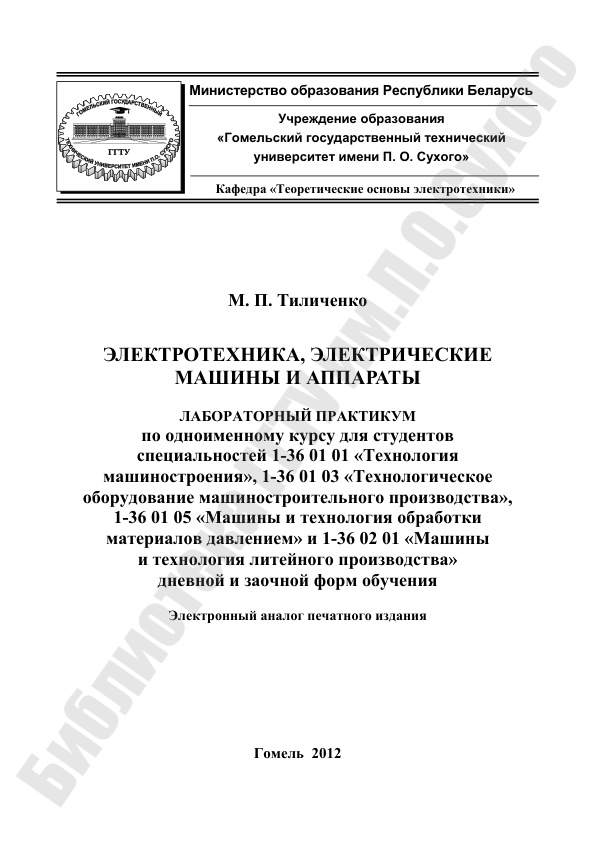 Министерство образования Республики Беларусь
Учреждение образования
«Гомельский государственный технический
университет имени П. О. Сухого»
Кафедра «Теоретические основы электротехники»
ГОМЕЛЬСКИЙ ГОСУДАРСТВЕННЫЙ
ТЕХНИЧЕСКИЙ УНИВЕРСИТЕТ ИМЕНИ П.О. СУХОГО
ГГТУ
М. П. Тиличенко
ЭЛЕКТРОТЕХНИКА, ЭЛЕКТРИЧЕСКИЕ
МАШИНЫ И АППАРАТЫ
ЛАБОРАТОРНЫЙ ПРАКТИКУМ
по одноименному курсу для студентов
специальностей 1-36 01 01 «Технология
машиностроения», 1-36 01 03 «Технологическое
оборудование машиностроительного производства»,
1-36 01 05 «Машины и технология обработки
материалов давлением» и 1-36 02 01 «Машины
и технология литейного производства»
дневной и заочной форм обучения
Электронный аналог печатного издания
Гомель 2012
Библиотека ГГТУ им.П.О.Сухого